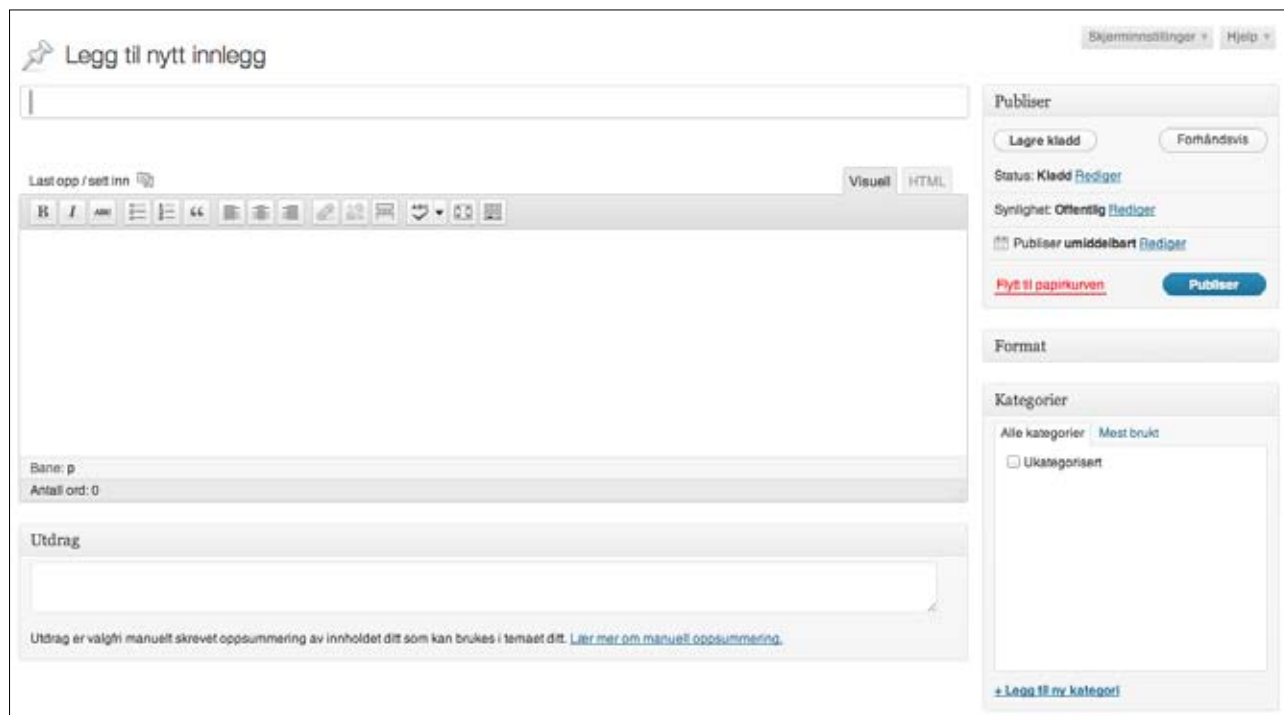 Skjerminnstillinger Hjelp
Legg til nytt innlegg
Last opp / sett inn
Visuell HTML
B I ABC
Bane: p
Antall ord: 0
Utdrag
Utdrag er valgfri manuelt skrevet oppsummering av innholdet ditt som kan brukes i temaet ditt. Lær mer om manuell oppsummering.
Publiser
Lagre kladd Forhåndsvis
Status: Kladd Rediger
Synlighet: Offentlig Rediger
Publiser umiddelbart Rediger
Flytt til papirkurven Publiser
Format
Kategorier
Alle kategorier Mest brukt
Ukategorisert
+ Legg til ny kategori